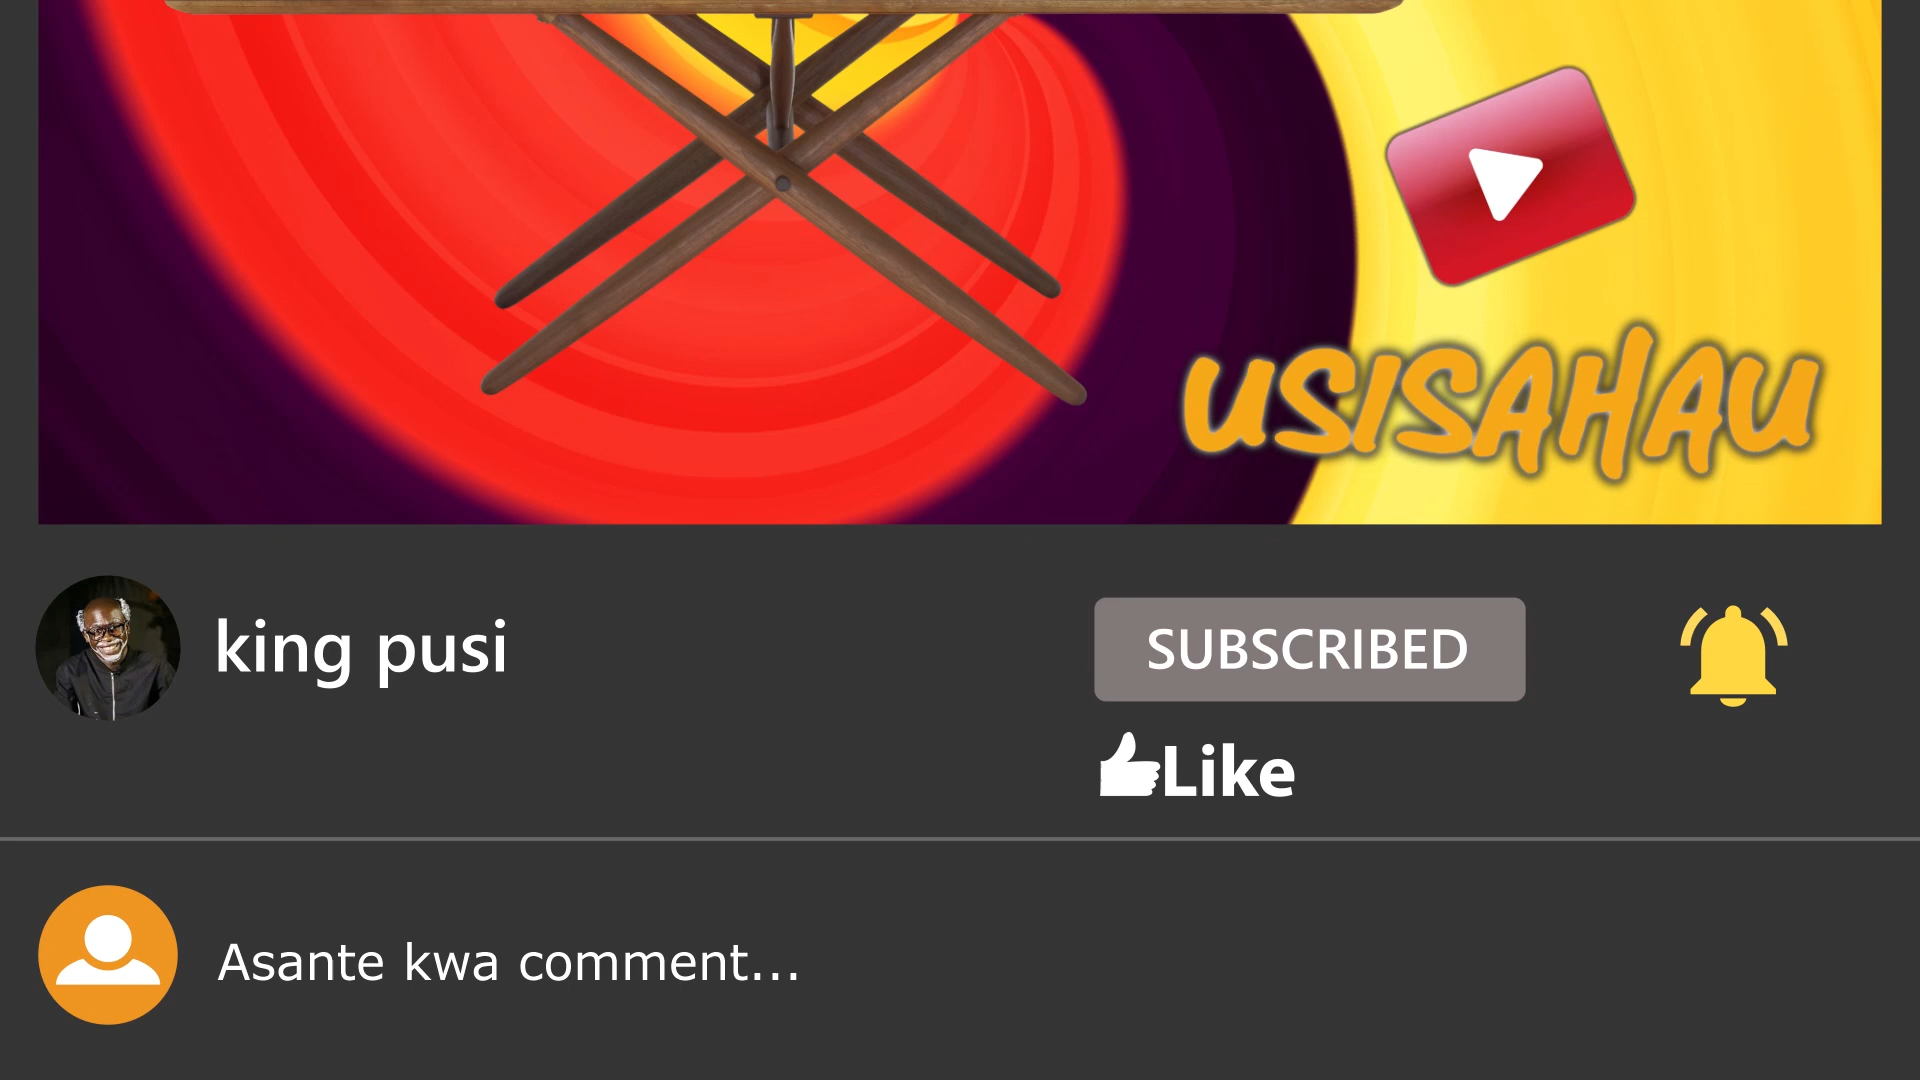 USISAHAU
king pusi
SUBSCRIBED
Like
Asante kwa comment...